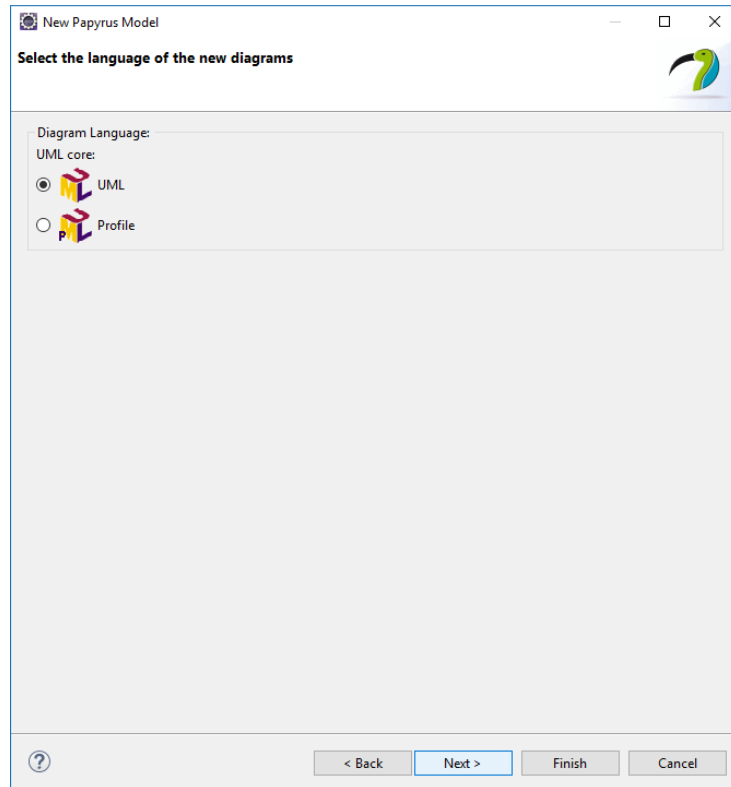 New Papyrus Model
Select the language of the new diagrams
Diagram Language:
UML core:
UML
Profile
< Back Next > Finish Cancel